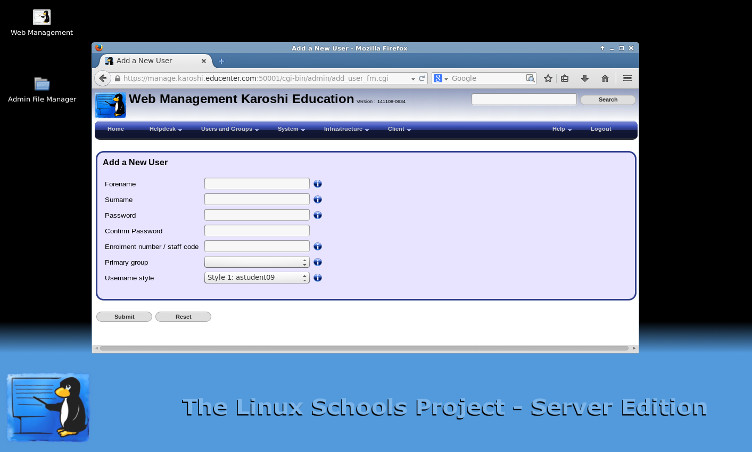 Web Management
Admin File Manager
Add a New User - Mozilla Firefox
Add a New User
https://manage.karoshi.educenter.com:50001/cgi-bin/admin/add_user_fm.cgi
Google
Web Management Karoshi Education
Search
Home Helpdesk Users and Groups System Infrastructure Client Help Logout
Add a New User
Forename
Surname
Password
Confirm Password
Enrolment number / staff code
Primary group
Username style Style 1: astudent09
Submit Reset
The Linux Schools Project - Server Edition